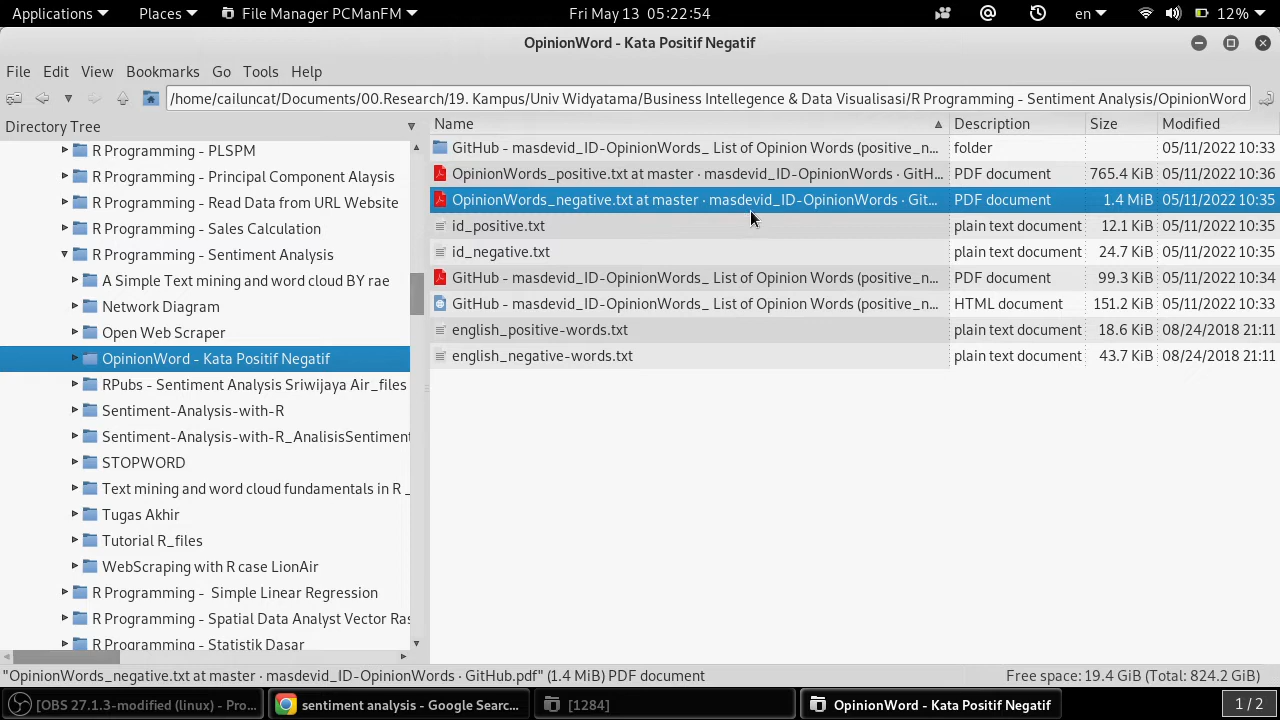 Applications Places File Manager PCManFM Fri May 13 05:22:54 en 12%
OpinionWord - Kata Positif Negatif
File Edit View Bookmarks Go Tools Help
/home/cailuncat/Documents/00.Research/19. Kampus/Univ Widyatama/Business Intellegence & Data Visualisasi/R Programming - Sentiment Analysis/OpinionWord
Directory Tree
R Programming - PLSPM
R Programming - Principal Component Alaysis
R Programming - Read Data from URL Website
R Programming - Sales Calculation
R Programming - Sentiment Analysis
A Simple Text mining and word cloud BY rae
Network Diagram
Open Web Scraper
OpinionWord - Kata Positif Negatif
RPubs - Sentiment Analysis Sriwijaya Air_files
Sentiment-Analysis-with-R
Sentiment-Analysis-with-R_AnalisisSentiment
STOPWORD
Text mining and word cloud fundamentals in R _
Tugas Akhir
Tutorial R_files
WebScraping with R case LionAir
R Programming -  Simple Linear Regression
R Programming - Spatial Data Analyst Vector Ras
R Programming - Statistik Dasar
Name Description Size Modified
GitHub - masdevid_ID-OpinionWords_ List of Opinion Words (positive_n... folder 05/11/2022 10:33
OpinionWords_positive.txt at master · masdevid_ID-OpinionWords · GitH... PDF document 765.4 KiB 05/11/2022 10:36
OpinionWords_negative.txt at master · masdevid_ID-OpinionWords · Git... PDF document 1.4 MiB 05/11/2022 10:35
id_positive.txt plain text document 12.1 KiB 05/11/2022 10:35
id_negative.txt plain text document 24.7 KiB 05/11/2022 10:35
GitHub - masdevid_ID-OpinionWords_ List of Opinion Words (positive_n... PDF document 99.3 KiB 05/11/2022 10:34
GitHub - masdevid_ID-OpinionWords_ List of Opinion Words (positive_n... HTML document 151.2 KiB 05/11/2022 10:33
english_positive-words.txt plain text document 18.6 KiB 08/24/2018 21:11
english_negative-words.txt plain text document 43.7 KiB 08/24/2018 21:11
"OpinionWords_negative.txt at master · masdevid_ID-OpinionWords · GitHub.pdf" (1.4 MiB) PDF document Free space: 19.4 GiB (Total: 824.2 GiB)
[OBS 27.1.3-modified (linux) - Pro... sentiment analysis - Google Searc... [1284] OpinionWord - Kata Positif Negatif 1 / 2